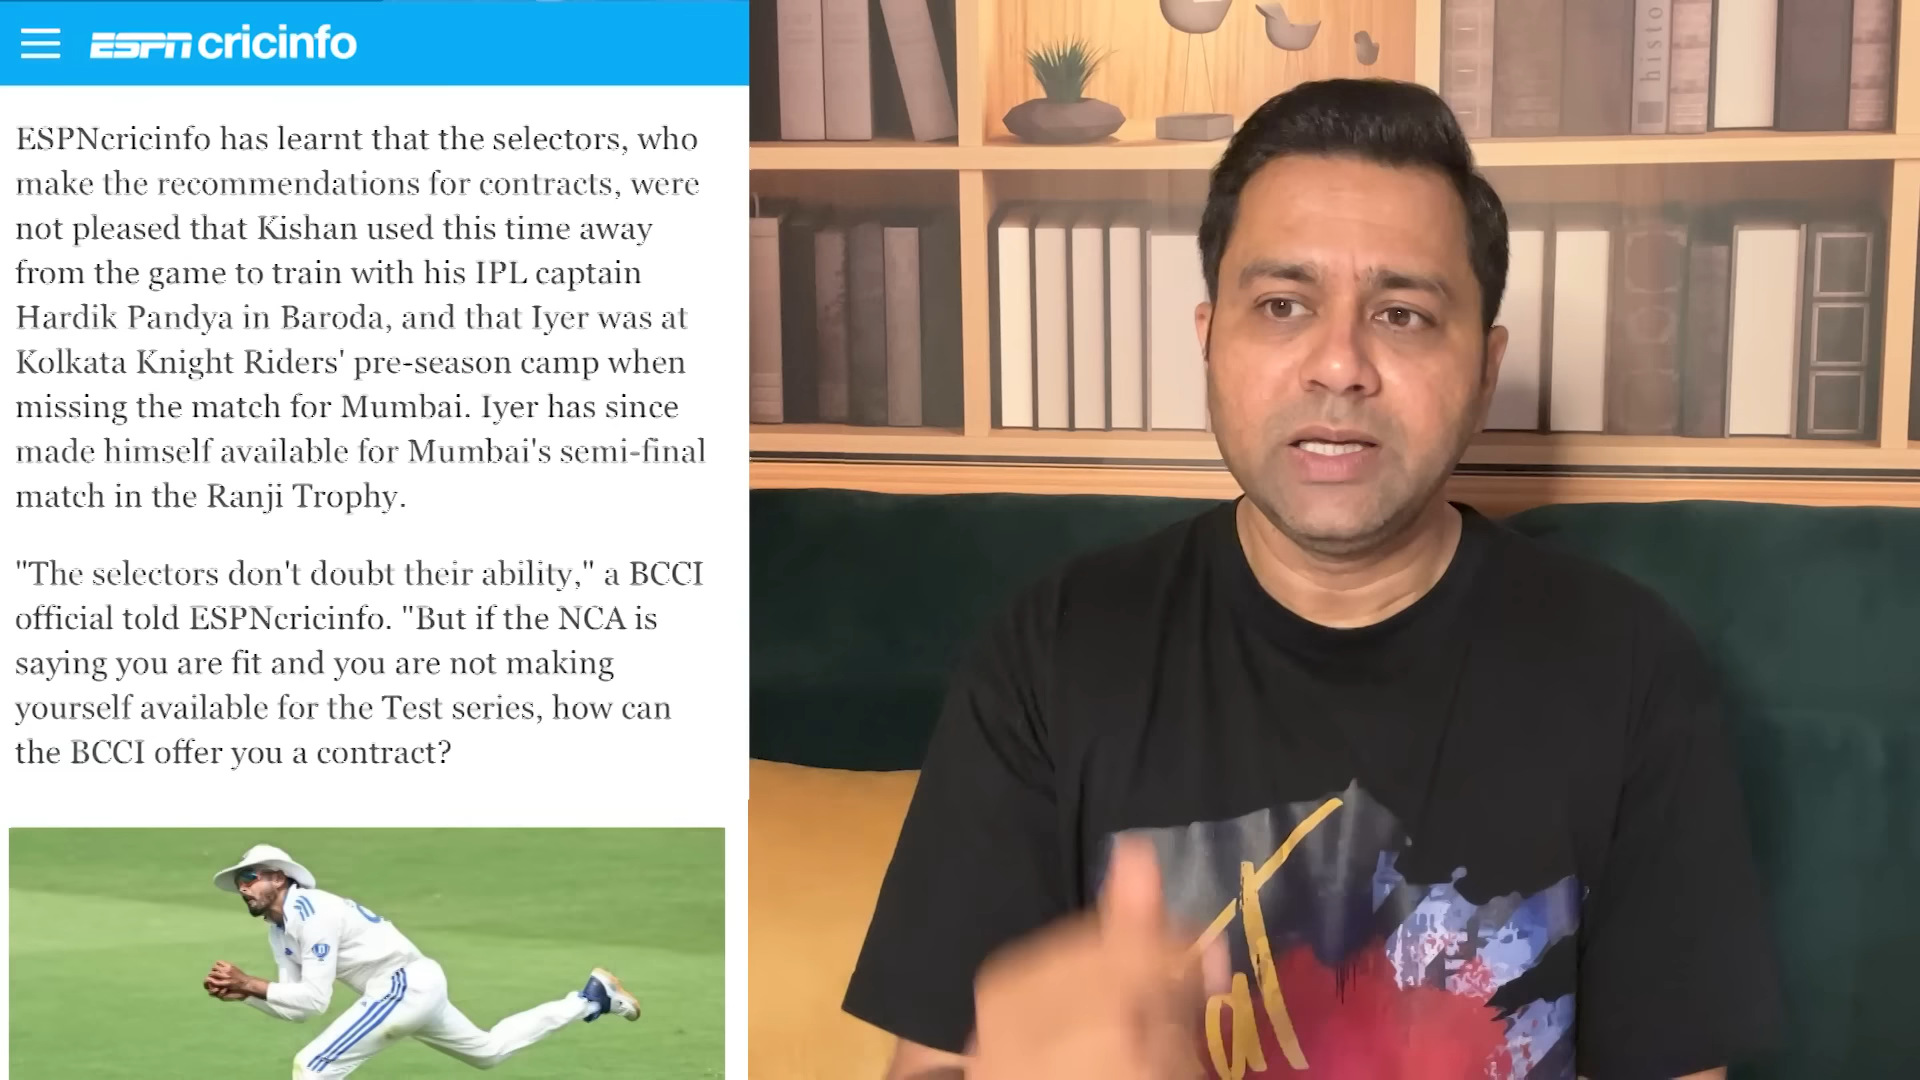 ESPNcricinfo
ESPNcricinfo has learnt that the selectors, who
make the recommendations for contracts, were
not pleased that Kishan used this time away
from the game to train with his IPL captain
Hardik Pandya in Baroda, and that Iyer was at
Kolkata Knight Riders' pre-season camp when
missing the match for Mumbai. Iyer has since
made himself available for Mumbai's semi-final
match in the Ranji Trophy.
"The selectors don't doubt their ability," a BCCI
official told ESPNcricinfo. "But if the NCA is
saying you are fit and you are not making
yourself available for the Test series, how can
the BCCI offer you a contract?
histo